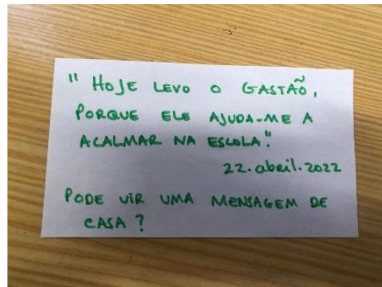 " HOJE LEVO O GASTÃO,
PORQUE ELE AJUDA-ME A
ACALMAR NA ESCOLA".
22.abril.2022
PODE VIR UMA MENSAGEM DE
CASA ?